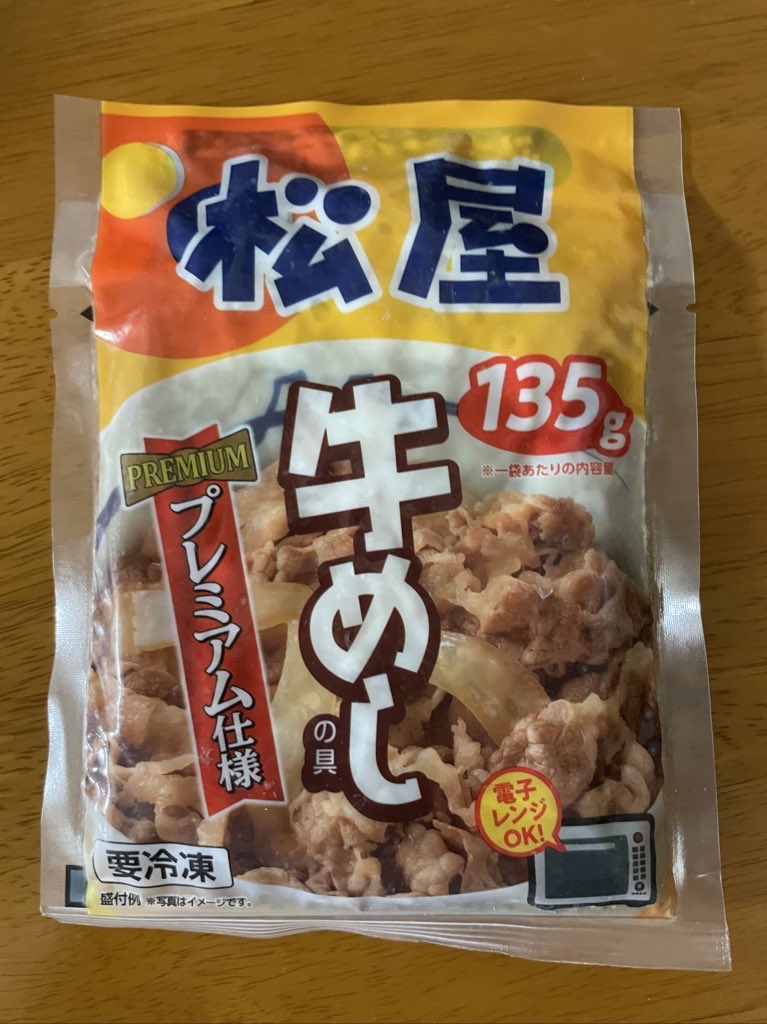 松屋
135g
※一袋あたりの内容量
PREMIUM
プレミアム仕様
牛めし
の具
電子
レンジ
OK!
要冷凍
盛付例 ※写真はイメージです。